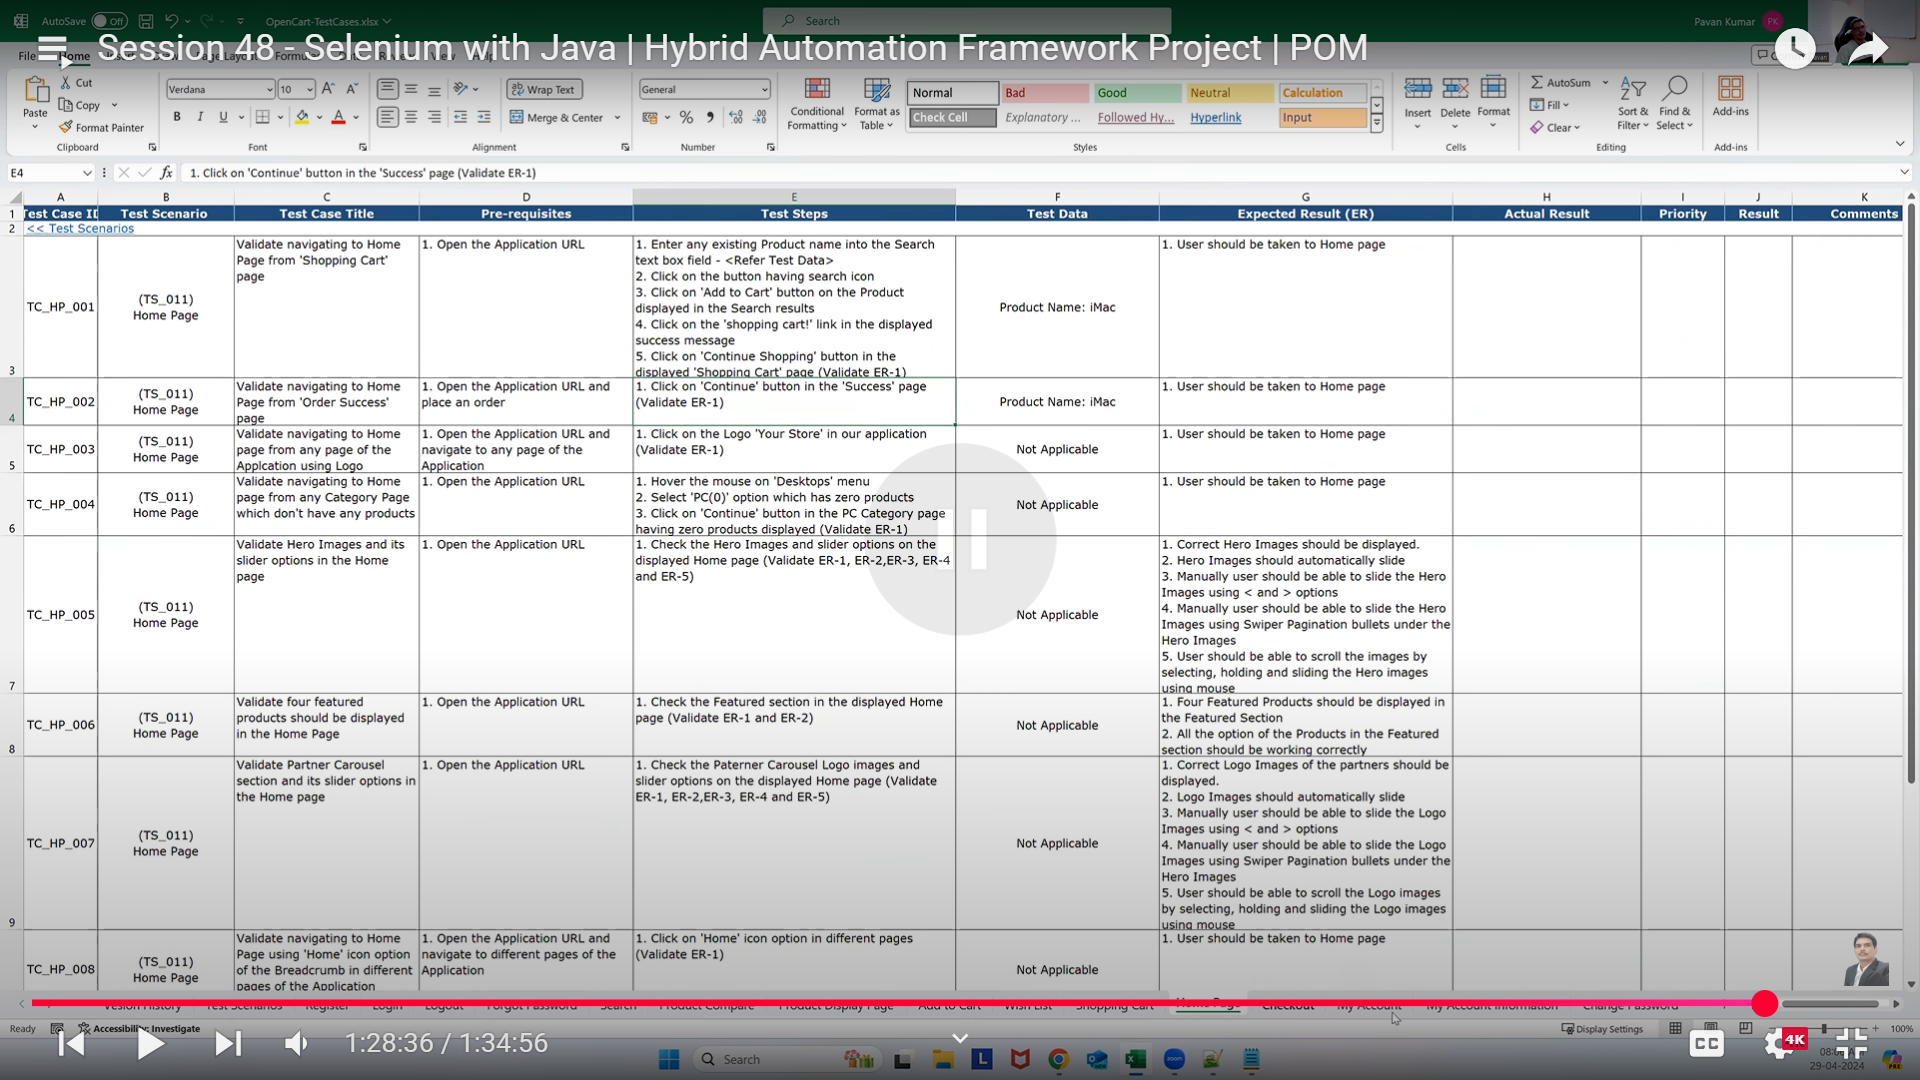 AutoSave Off OpenCart-TestCases.xlsx Search Pavan Kumar PK
Session 48 - Selenium with Java | Hybrid Automation Framework Project | POM
File Home
Paste Cut Copy Format Painter Clipboard
Verdana 10 B I U Font
Wrap Text Merge & Center Alignment
General % Number
Conditional Formatting Format as Table
Normal Bad Good Neutral Calculation
Check Cell Explanatory ... Followed Hy... Hyperlink Input
Styles
Insert Delete Format Cells
AutoSum Fill Clear Sort & Filter Find & Select Editing
Add-ins Add-ins
E4 fx 1. Click on 'Continue' button in the 'Success' page (Validate ER-1)
A B C D E F G H I J K
1 Test Case ID Test Scenario Test Case Title Pre-requisites Test Steps Test Data Expected Result (ER) Actual Result Priority Result Comments
2 << Test Scenarios
3
TC_HP_001
(TS_011)
Home Page
Validate navigating to Home
Page from 'Shopping Cart'
page
1. Open the Application URL
1. Enter any existing Product name into the Search
text box field - <Refer Test Data>
2. Click on the button having search icon
3. Click on 'Add to Cart' button on the Product
displayed in the Search results
4. Click on the 'shopping cart!' link in the displayed
success message
5. Click on 'Continue Shopping' button in the
displayed 'Shopping Cart' page (Validate ER-1)
Product Name: iMac
1. User should be taken to Home page
4
TC_HP_002
(TS_011)
Home Page
Validate navigating to Home
Page from 'Order Success'
page
1. Open the Application URL and
place an order
1. Click on 'Continue' button in the 'Success' page
(Validate ER-1)
Product Name: iMac
1. User should be taken to Home page
5
TC_HP_003
(TS_011)
Home Page
Validate navigating to Home
page from any page of the
Applcation using Logo
1. Open the Application URL and
navigate to any page of the
Application
1. Click on the Logo 'Your Store' in our application
(Validate ER-1)
Not Applicable
1. User should be taken to Home page
6
TC_HP_004
(TS_011)
Home Page
Validate navigating to Home
page from any Category Page
which don't have any products
1. Open the Application URL
1. Hover the mouse on 'Desktops' menu
2. Select 'PC(0)' option which has zero products
3. Click on 'Continue' button in the PC Category page
having zero products displayed (Validate ER-1)
Not Applicable
1. User should be taken to Home page
7
TC_HP_005
(TS_011)
Home Page
Validate Hero Images and its
slider options in the Home
page
1. Open the Application URL
1. Check the Hero Images and slider options on the
displayed Home page (Validate ER-1, ER-2,ER-3, ER-4
and ER-5)
Not Applicable
1. Correct Hero Images should be displayed.
2. Hero Images should automatically slide
3. Manually user should be able to slide the Hero
Images using < and > options
4. Manually user should be able to slide the Hero
Images using Swiper Pagination bullets under the
Hero Images
5. User should be able to scroll the images by
selecting, holding and sliding the Hero images
using mouse
8
TC_HP_006
(TS_011)
Home Page
Validate four featured
products should be displayed
in the Home Page
1. Open the Application URL
1. Check the Featured section in the displayed Home
page (Validate ER-1 and ER-2)
Not Applicable
1. Four Featured Products should be displayed in
the Featured Section
2. All the option of the Products in the Featured
section should be working correctly
9
TC_HP_007
(TS_011)
Home Page
Validate Partner Carousel
section and its slider options in
the Home page
1. Open the Application URL
1. Check the Paterner Carousel Logo images and
slider options on the displayed Home page (Validate
ER-1, ER-2,ER-3, ER-4 and ER-5)
Not Applicable
1. Correct Logo Images of the partners should be
displayed.
2. Logo Images should automatically slide
3. Manually user should be able to slide the Logo
Images using < and > options
4. Manually user should be able to slide the Logo
Images using Swiper Pagination bullets under the
Hero Images
5. User should be able to scroll the Logo images
by selecting, holding and sliding the Logo images
using mouse
TC_HP_008
(TS_011)
Home Page
Validate navigating to Home
Page using 'Home' icon option
of the Breadcrumb in different
pages of the Application
1. Open the Application URL and
navigate to different pages of the
Application
1. Click on 'Home' icon option in different pages
(Validate ER-1)
Not Applicable
1. User should be taken to Home page
Test Scenarios Register Login Logout Forgot Password Search Product Compare Product Display Page Add to Cart Wish List Shopping Cart Home Page Checkout My Account My Account Information Change Password
Ready Accessibility: Investigate Display Settings 100%
1:28:36 / 1:34:56 CC 4K
Search
29-04-2024